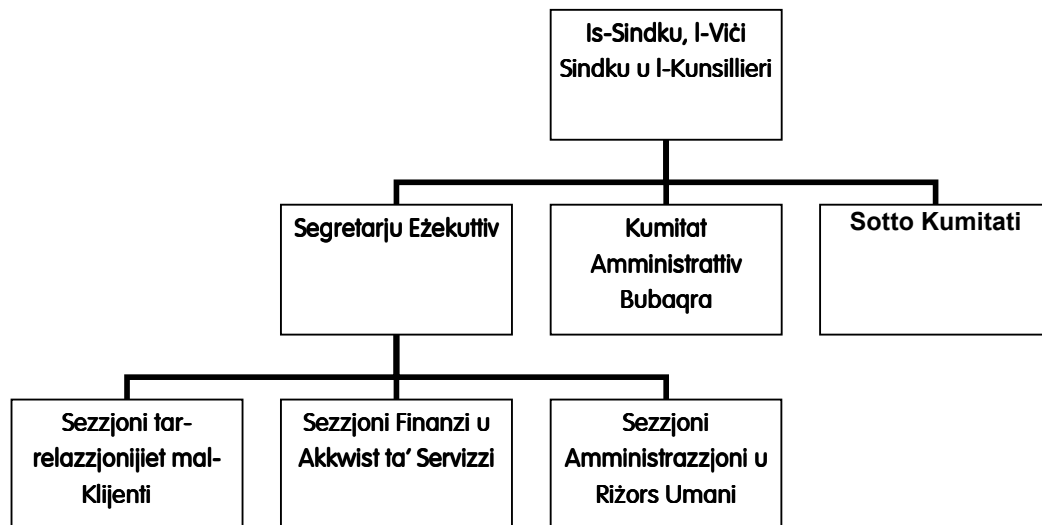 Is-Sindku, l-Viċi
Sindku u l-Kunsillieri
Segretarju Eżekuttiv
Kumitat
Amministrattiv
Bubaqra
Sotto Kumitati
Sezzjoni tar-
relazzjonijiet mal-
Klijenti
Sezzjoni Finanzi u
Akkwist ta’ Servizzi
Sezzjoni
Amministrazzjoni u
Riżors Umani